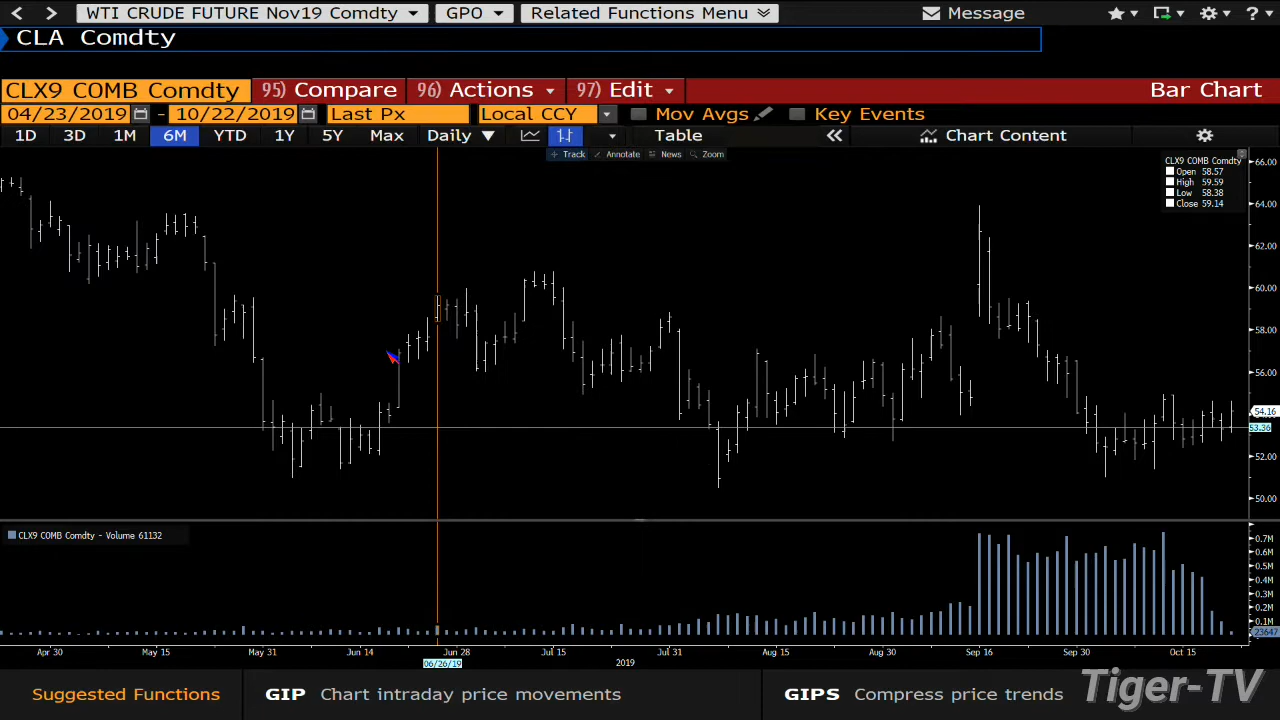 WTI CRUDE FUTURE Nov19 Comdty GPO Related Functions Menu Message
CLA Comdty
CLX9 COMB Comdty 95) Compare 96) Actions 97) Edit Bar Chart
04/23/2019 - 10/22/2019 Last Px Local CCY Mov Avgs Key Events
1D 3D 1M 6M YTD 1Y 5Y Max Daily Table Chart Content
Track Annotate News Zoom
CLX9 COMB Comdty
Open 58.57
High 59.59
Low 58.38
Close 59.14
66.00
64.00
62.00
60.00
58.00
56.00
54.16
53.36
52.00
50.00
CLX9 COMB Comdty - Volume 61132
0.7M
0.6M
0.5M
0.4M
0.3M
0.2M
0.1M
23647
Apr 30 May 15 May 31 Jun 14 Jun 28 Jul 15 Jul 31 Aug 15 Aug 30 Sep 16 Sep 30 Oct 15
06/26/19 2019
Suggested Functions GIP Chart intraday price movements GIPS Compress price trends
Tiger-TV